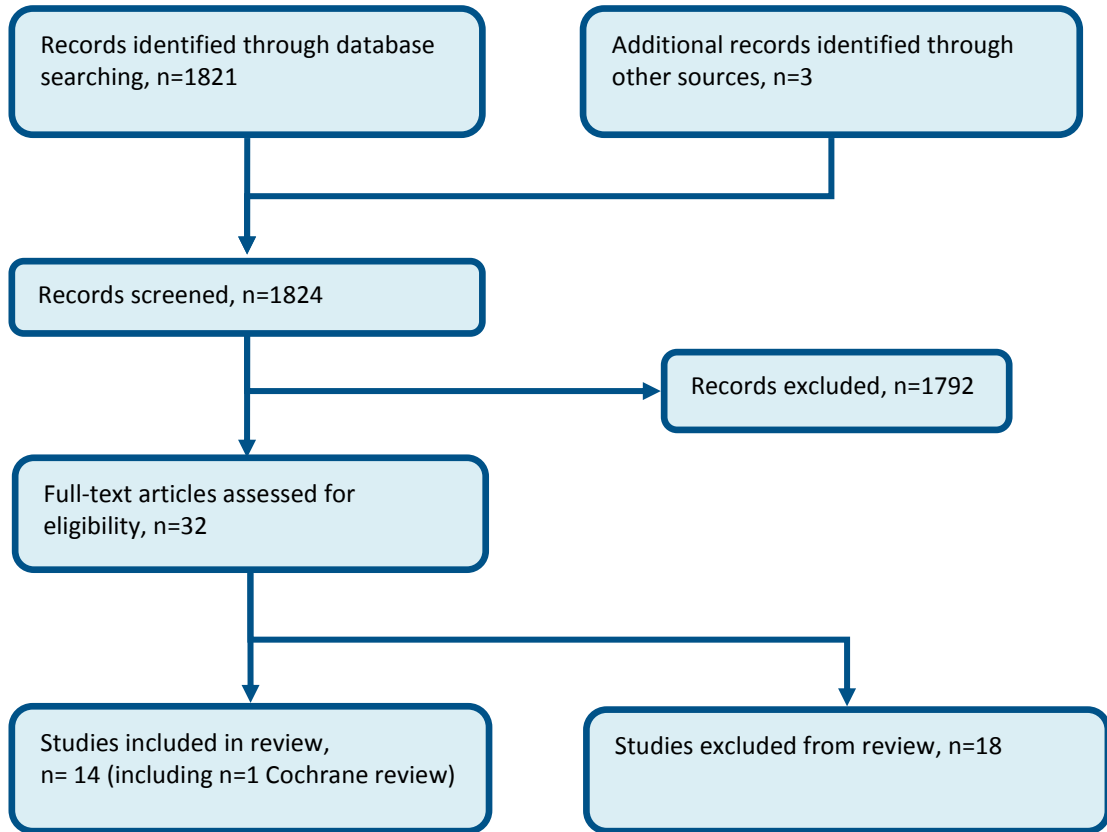 Records identified through database
searching, n=1821
Additional records identified through
other sources, n=3
Records screened, n=1824
Records excluded, n=1792
Full-text articles assessed for
eligibility, n=32
Studies included in review,
n= 14 (including n=1 Cochrane review)
Studies excluded from review, n=18